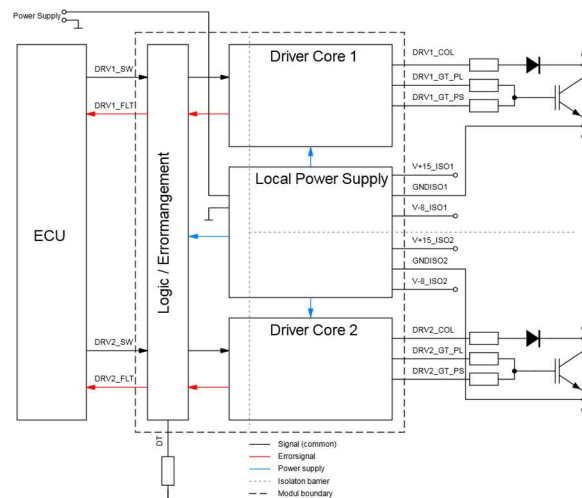 Power Supply
Driver Core 1
DRV1_COL
DRV1_SW
DRV1_GT_PL
DRV1_FLT
DRV1_GT_PS
V+15_ISO1
Local Power Supply
GNDISO1
V-8_ISO1
ECU
Logic / Errormangement
V+15_ISO2
GNDISO2
V-8_ISO2
Driver Core 2
DRV2_COL
DRV2_SW
DRV2_GT_PL
DRV2_FLT
DRV2_GT_PS
DT
Signal (common)
Errorsignal
Power supply
Isolaton barrier
Modul boundary